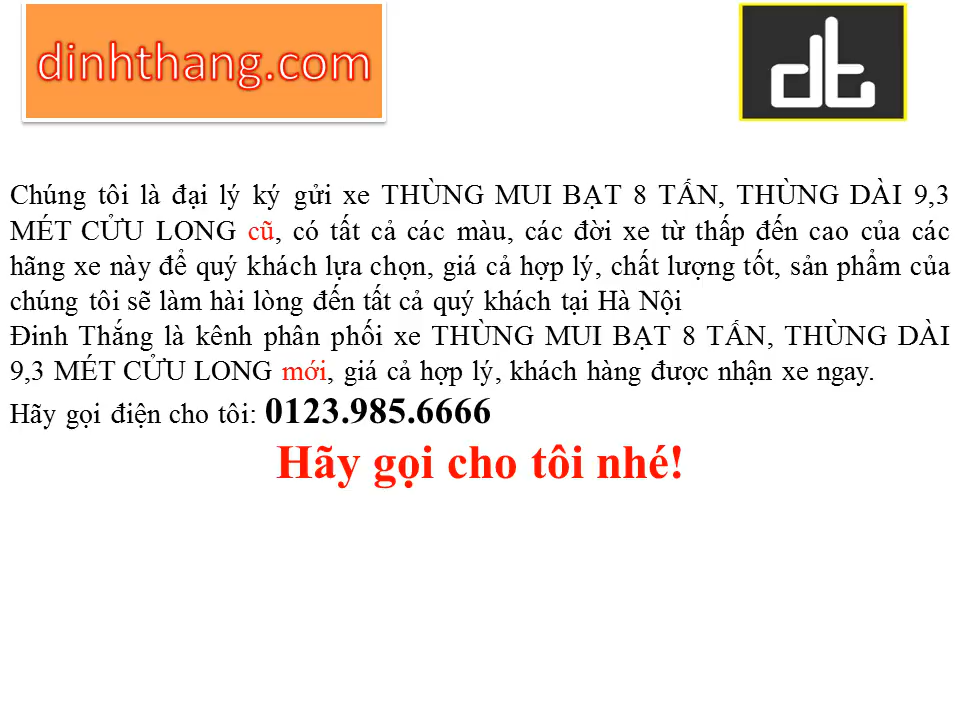 dinhthang.com
dt
Chúng tôi là đại lý ký gửi xe THÙNG MUI BẠT 8 TẤN, THÙNG DÀI 9,3
MÉT CỬU LONG cũ, có tất cả các màu, các đời xe từ thấp đến cao của các
hãng xe này để quý khách lựa chọn, giá cả hợp lý, chất lượng tốt, sản phẩm của
chúng tôi sẽ làm hài lòng đến tất cả quý khách tại Hà Nội
Đinh Thắng là kênh phân phối xe THÙNG MUI BẠT 8 TẤN, THÙNG DÀI
9,3 MÉT CỬU LONG mới, giá cả hợp lý, khách hàng được nhận xe ngay.
Hãy gọi điện cho tôi: 0123.985.6666
Hãy gọi cho tôi nhé!